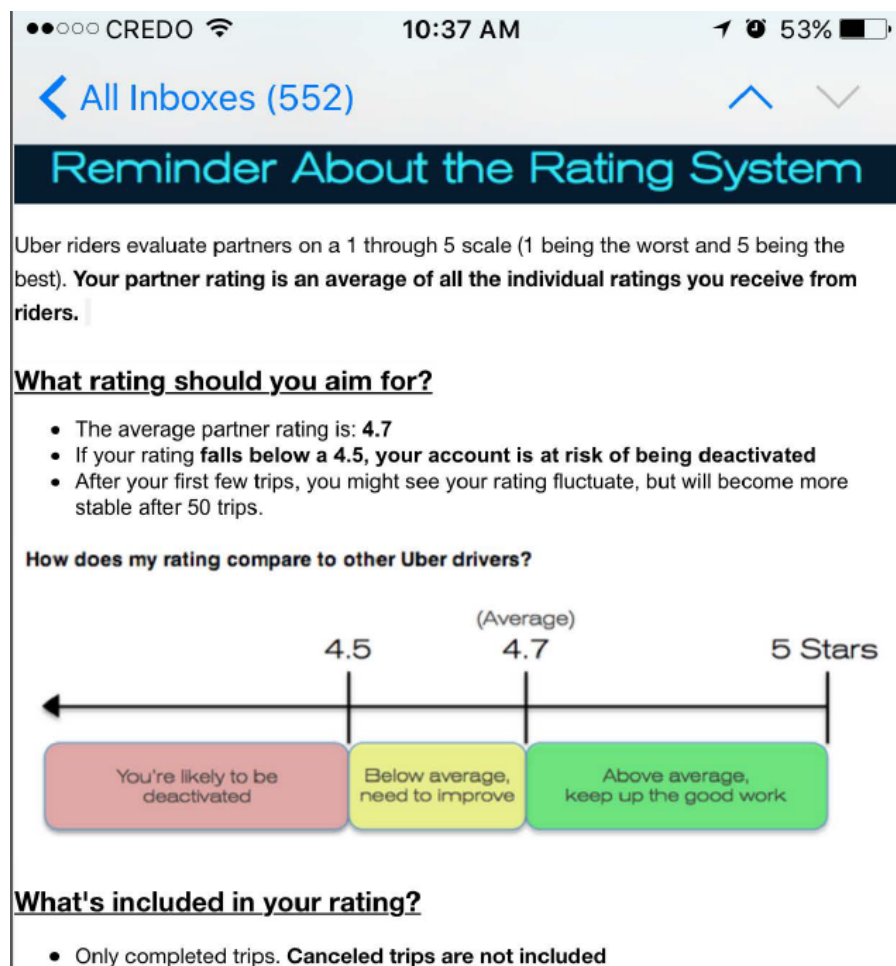 ●●○○○ CREDO 10:37 AM 53%
All Inboxes (552)
Reminder About the Rating System
Uber riders evaluate partners on a 1 through 5 scale (1 being the worst and 5 being the
best). Your partner rating is an average of all the individual ratings you receive from
riders.
What rating should you aim for?
• The average partner rating is: 4.7
• If your rating falls below a 4.5, your account is at risk of being deactivated
• After your first few trips, you might see your rating fluctuate, but will become more
stable after 50 trips.
How does my rating compare to other Uber drivers?
(Average)
4.5 4.7 5 Stars
You're likely to be
deactivated
Below average,
need to improve
Above average,
keep up the good work
What's included in your rating?
• Only completed trips. Canceled trips are not included